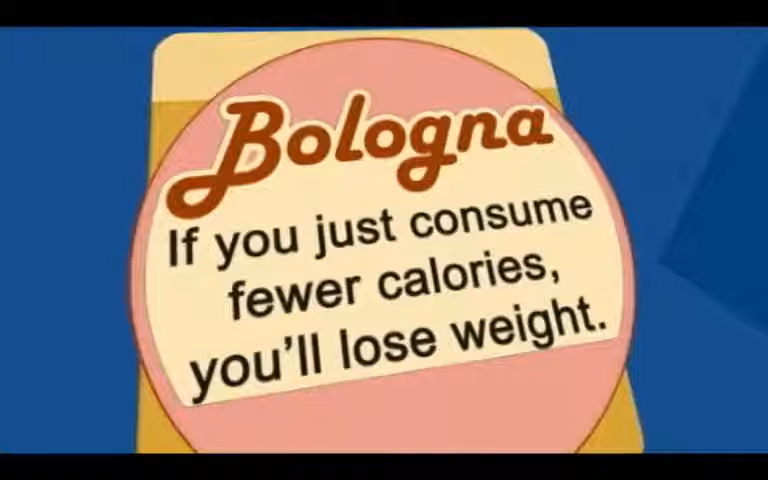 Bologna
If you just consume
fewer calories,
you'll lose weight.